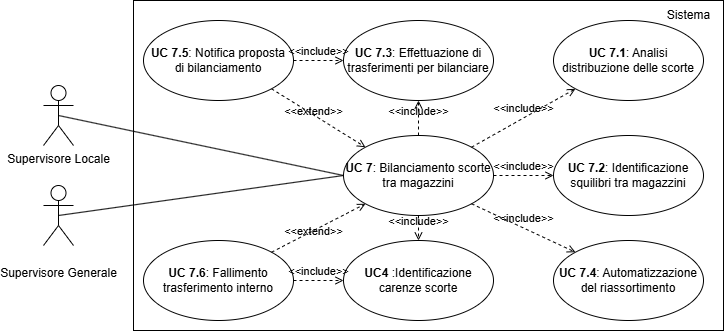 Sistema
UC 7.5: Notifica proposta
di bilanciamento
<<include>>
UC 7.3: Effettuazione di
trasferimenti per bilanciare
UC 7.1: Analisi
distribuzione delle scorte
<<extend>>
<<include>>
<<include>>
Supervisore Locale
UC 7: Bilanciamento scorte
tra magazzini
<<include>>
UC 7.2: Identificazione
squilibri tra magazzini
<<extend>>
<<include>>
<<include>>
Supervisore Generale
UC 7.6: Fallimento
trasferimento interno
<<include>>
UC4 :Identificazione
carenze scorte
UC 7.4: Automatizzazione
del riassortimento